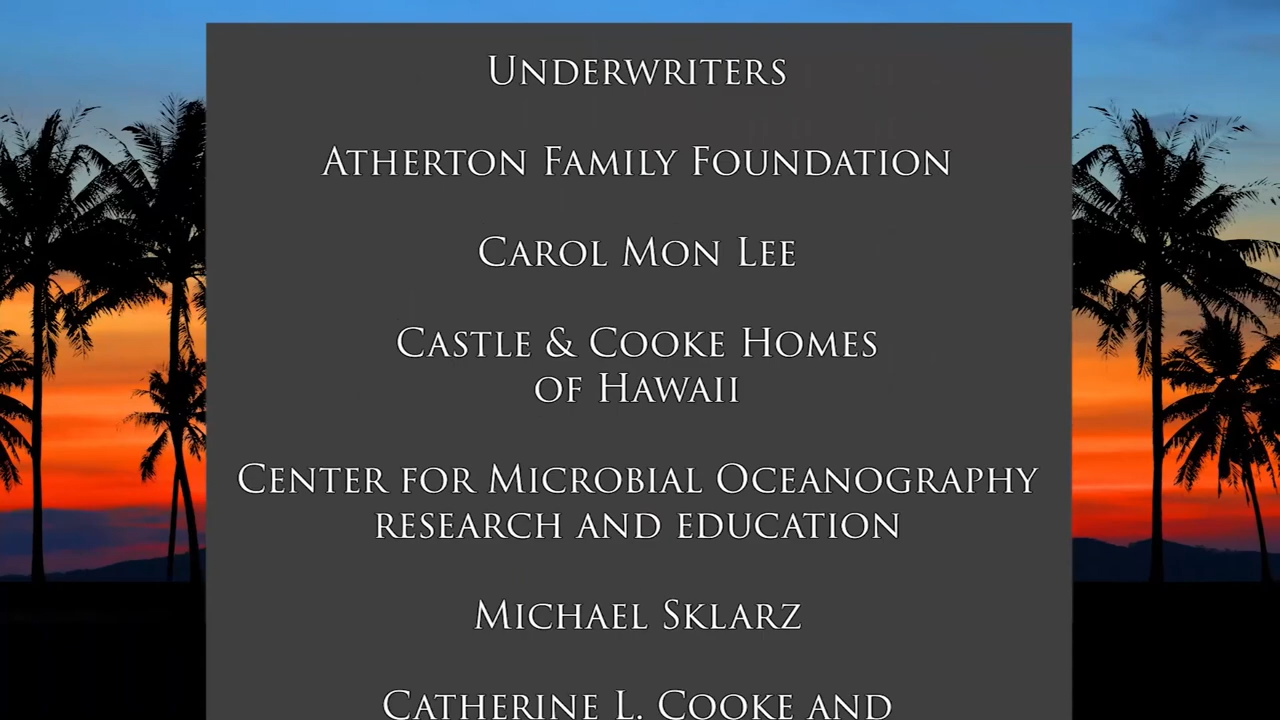 Underwriters
Atherton Family Foundation
Carol Mon Lee
Castle & Cooke Homes
of Hawaii
Center for Microbial Oceanography
research and education
Michael Sklarz
Catherine L. Cooke and